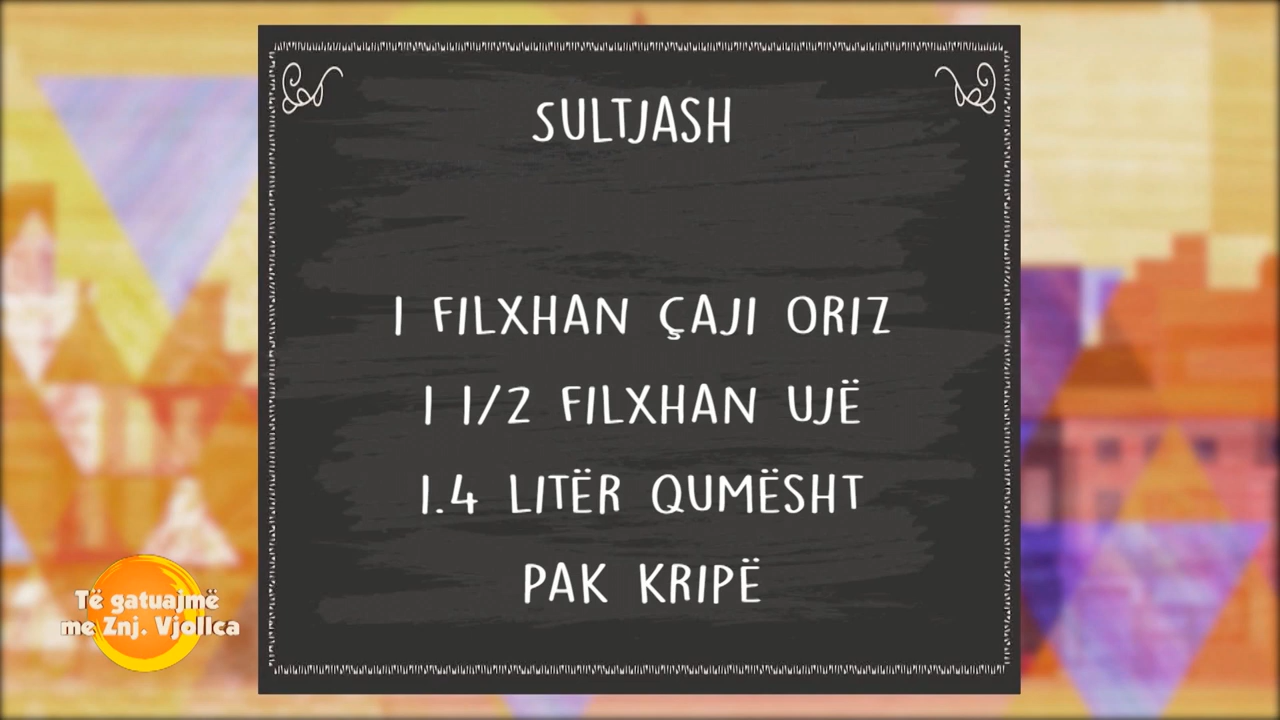 SULTJASH
1 FILXHAN ÇAJI ORIZ
1 1/2 FILXHAN UJË
1.4 LITËR QUMËSHT
PAK KRIPË
Të gatuajmë
me Znj. Vjollca